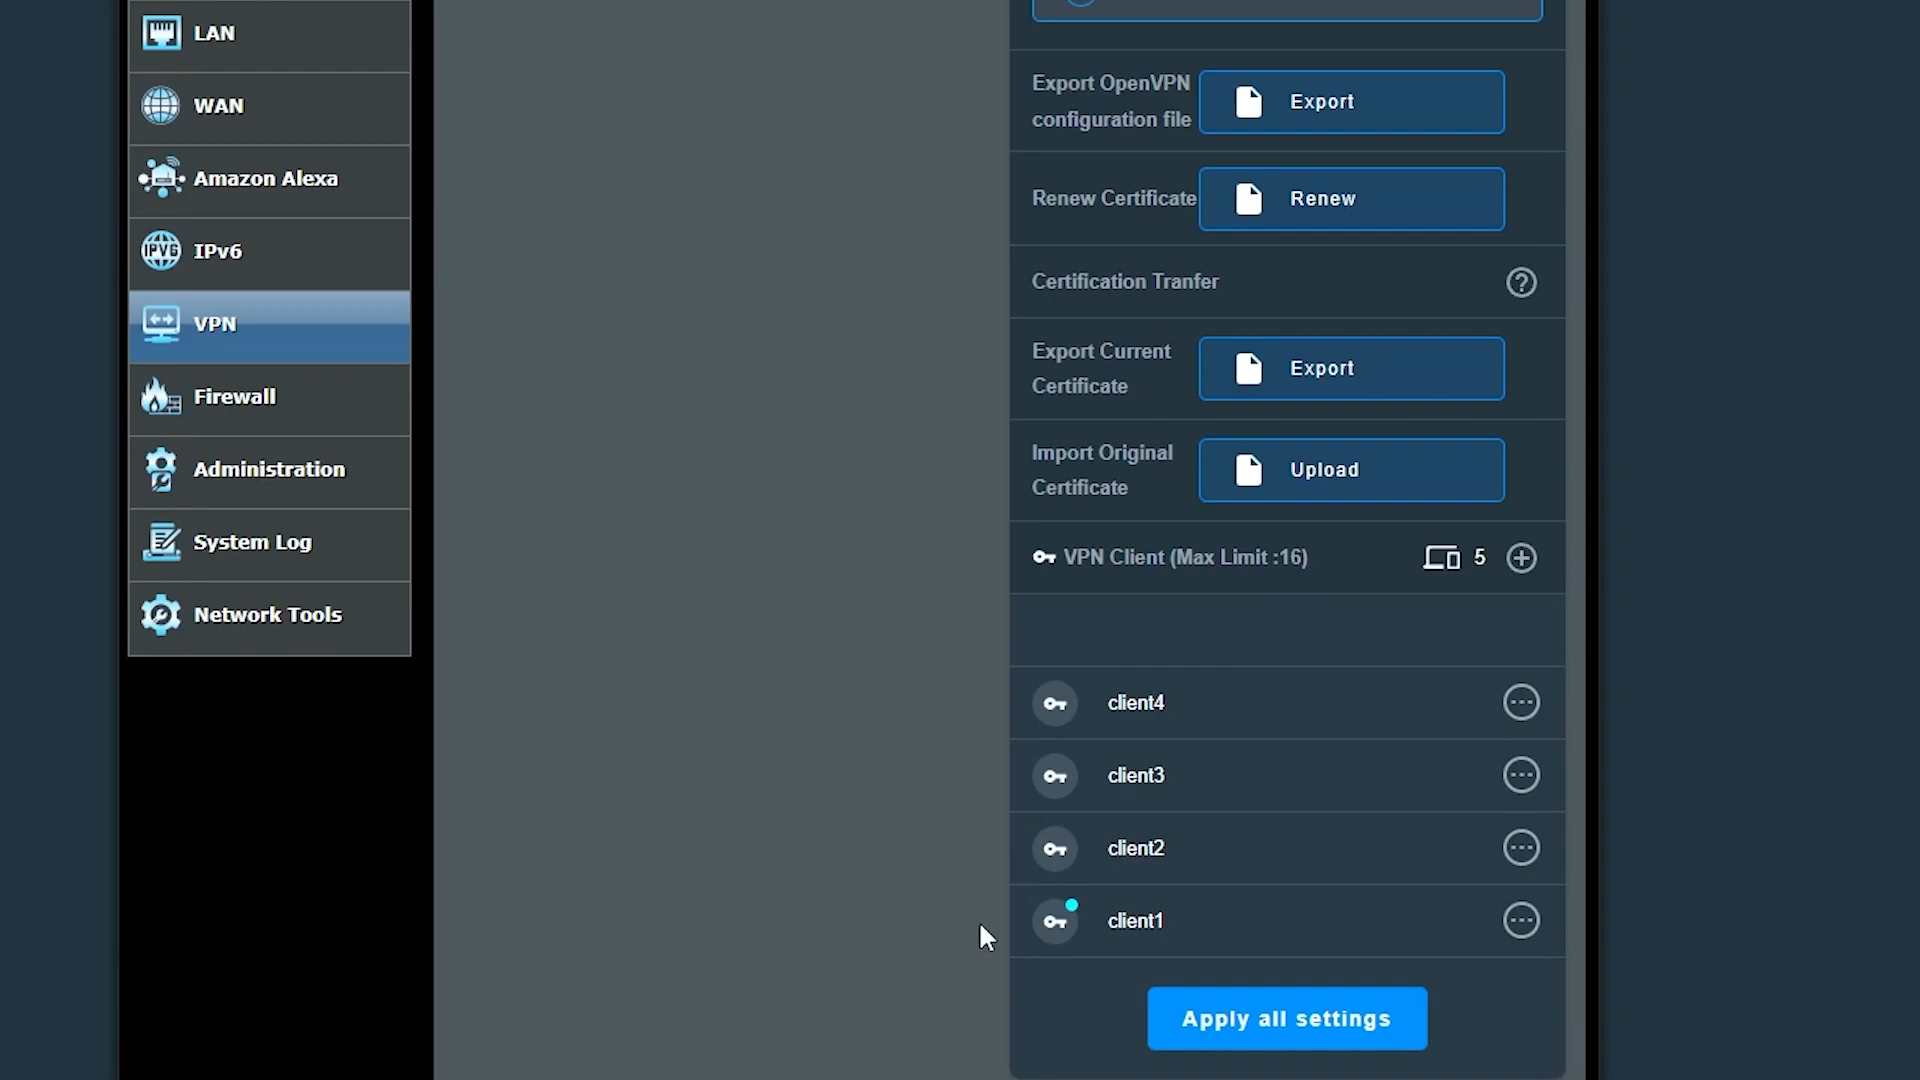 LAN
WAN
Amazon Alexa
IPv6
IPV6
VPN
Firewall
Administration
System Log
Network Tools
Export OpenVPN
configuration file
Export
Renew Certificate
Renew
Certification Tranfer
?
Export Current
Certificate
Export
Import Original
Certificate
Upload
VPN Client (Max Limit :16)
5
client4
client3
client2
client1
Apply all settings